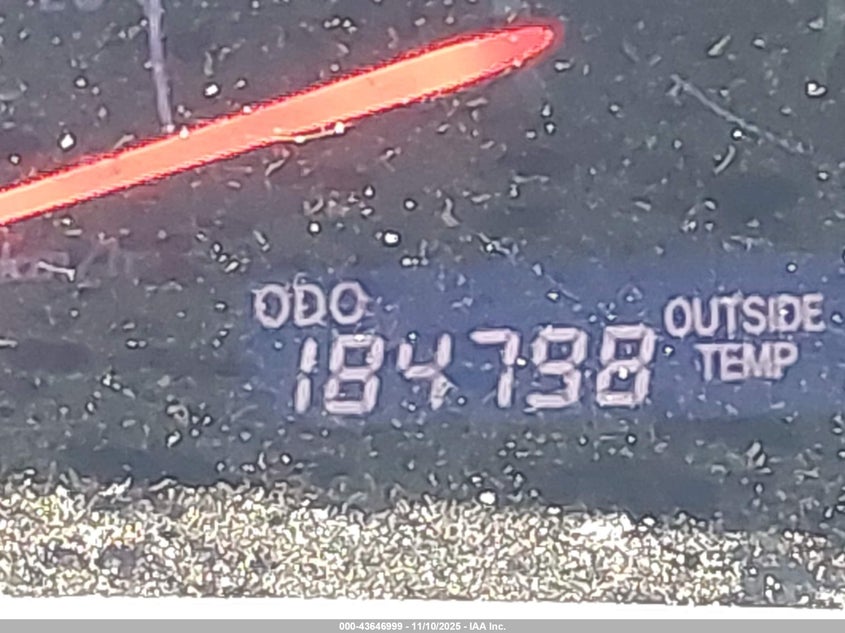 ODO
184798
OUTSIDE
TEMP
000-43646999 - 11/10/2025 - IAA Inc.